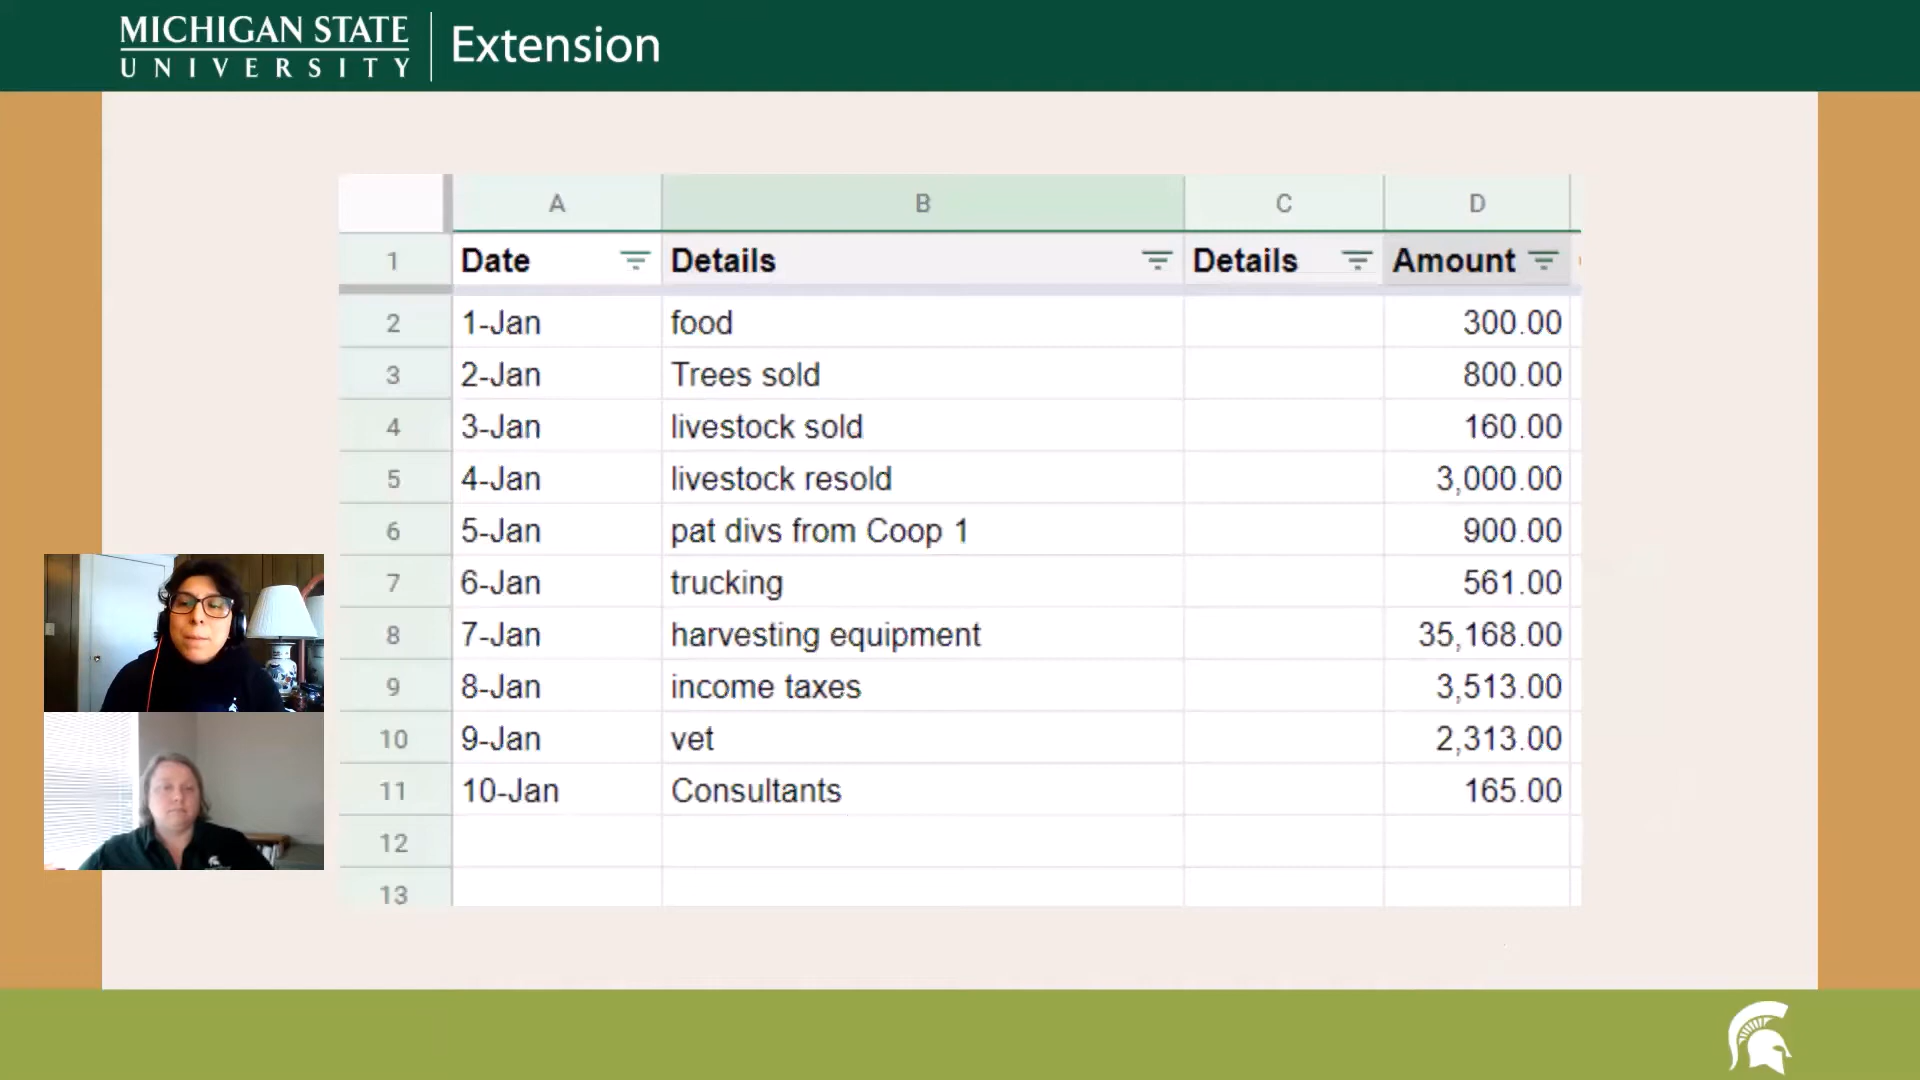 MICHIGAN STATE
UNIVERSITY
Extension
A B C D
1 Date Details Details Amount
2 1-Jan food 300.00
3 2-Jan Trees sold 800.00
4 3-Jan livestock sold 160.00
5 4-Jan livestock resold 3,000.00
6 5-Jan pat divs from Coop 1 900.00
7 6-Jan trucking 561.00
8 7-Jan harvesting equipment 35,168.00
9 8-Jan income taxes 3,513.00
10 9-Jan vet 2,313.00
11 10-Jan Consultants 165.00
12
13